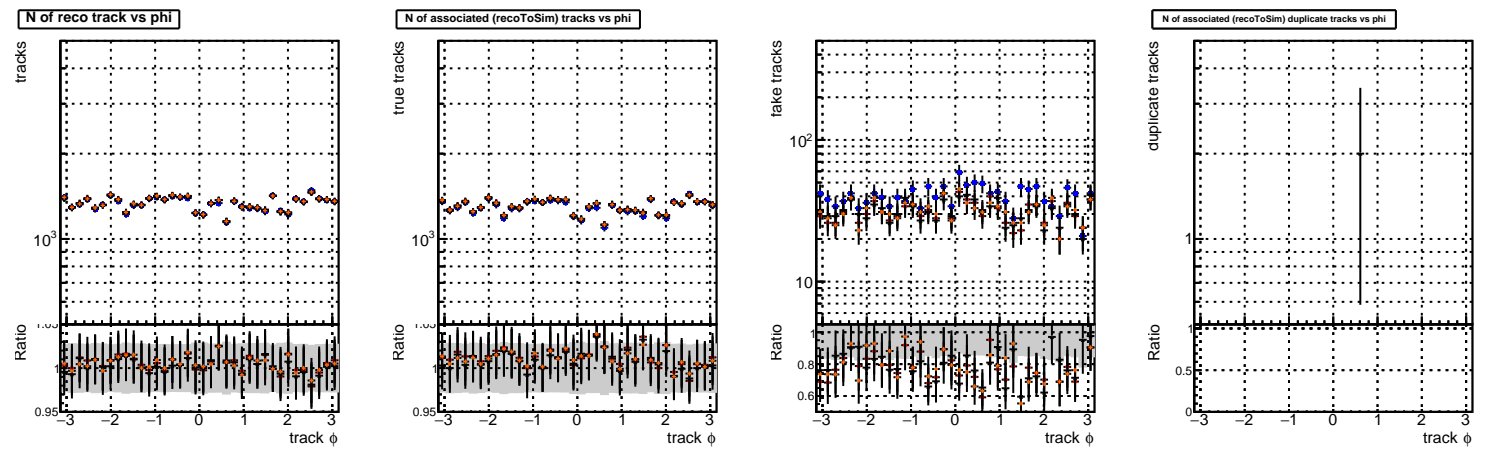 N of reco track vs phi
tracks
10³
Ratio
1.05
1
0.95
−3 −2 −1 0 1 2 3
track ϕ
N of associated (recoToSim) tracks vs phi
true tracks
10³
Ratio
1
0.95
−3 −2 −1 0 1 2 3
track ϕ
fake tracks
10²
10
Ratio
1
0.8
0.6
−3 −2 −1 0 1 2 3
track ϕ
N of associated (recoToSim) duplicate tracks vs phi
duplicate tracks
1
Ratio
1
0.5
0
−3 −2 −1 0 1 2 3
track ϕ